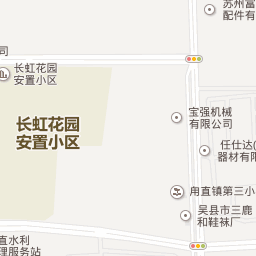 苏州富
配件有
司
长虹花园
安置小区
宝强机械
有限公司
长虹花园
安置小区
任仕达(
器材有限
甪直镇第三小
吴县市三鹿
和鞋袜厂
直水利
理服务站